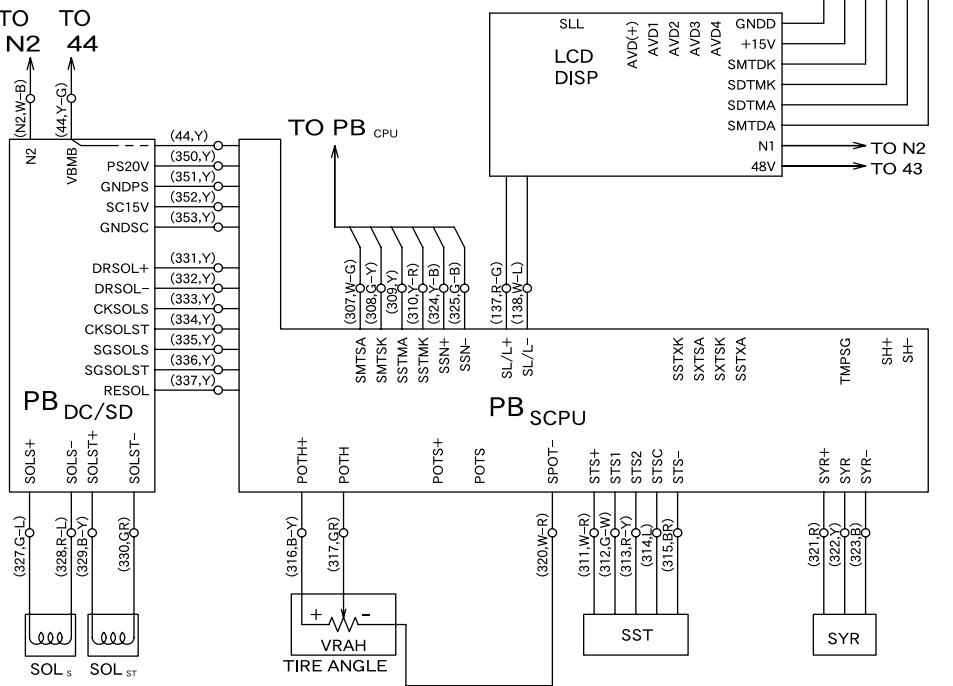 TO TO
N2 44
(N2,W-B)
(44,Y-G)
N2
VBMB
PS20V
GNDPS
SC15V
GNDSC
DRSOL+
DRSOL-
CKSOLS
CKSOLST
SGSOLS
SGSOLST
RESOL
PB DC/SD
SOLS+
SOLS-
SOLST+
SOLST-
(44,Y)
(350,Y)
(351,Y)
(352,Y)
(353,Y)
(331,Y)
(332,Y)
(333,Y)
(334,Y)
(335,Y)
(336,Y)
(337,Y)
(327,G-L)
(328,R-L)
(329,B-Y)
(330,GR)
SOL S
SOL ST
TO PB CPU
(307,W-G)
(308,G-Y)
(309,Y)
(310,Y-R)
(324,Y-B)
(325,G-B)
(137,R-G)
(138,W-L)
SLL
LCD
DISP
AVD(+)
AVD1
AVD2
AVD3
AVD4
GNDD
+15V
SMTDK
SDTMK
SDTMA
SMTDA
N1
48V
TO N2
TO 43
SMTSA
SMTSK
SSTMA
SSTMK
SSN+
SSN-
SL/L+
SL/L-
SSTXK
SXTSA
SXTSK
SSTXA
TMPSG
SH+
SH-
PB SCPU
POTH+
POTH
POTS+
POTS
SPOT-
STS+
STS1
STS2
STSC
STS-
SYR+
SYR
SYR-
(316,B-Y)
(317,GR)
(320,W-R)
(311,W-R)
(312,G-W)
(313,R-Y)
(314,L)
(315,BR)
(321,R)
(322,Y)
(323,B)
+ -
VRAH
TIRE ANGLE
SST
SYR